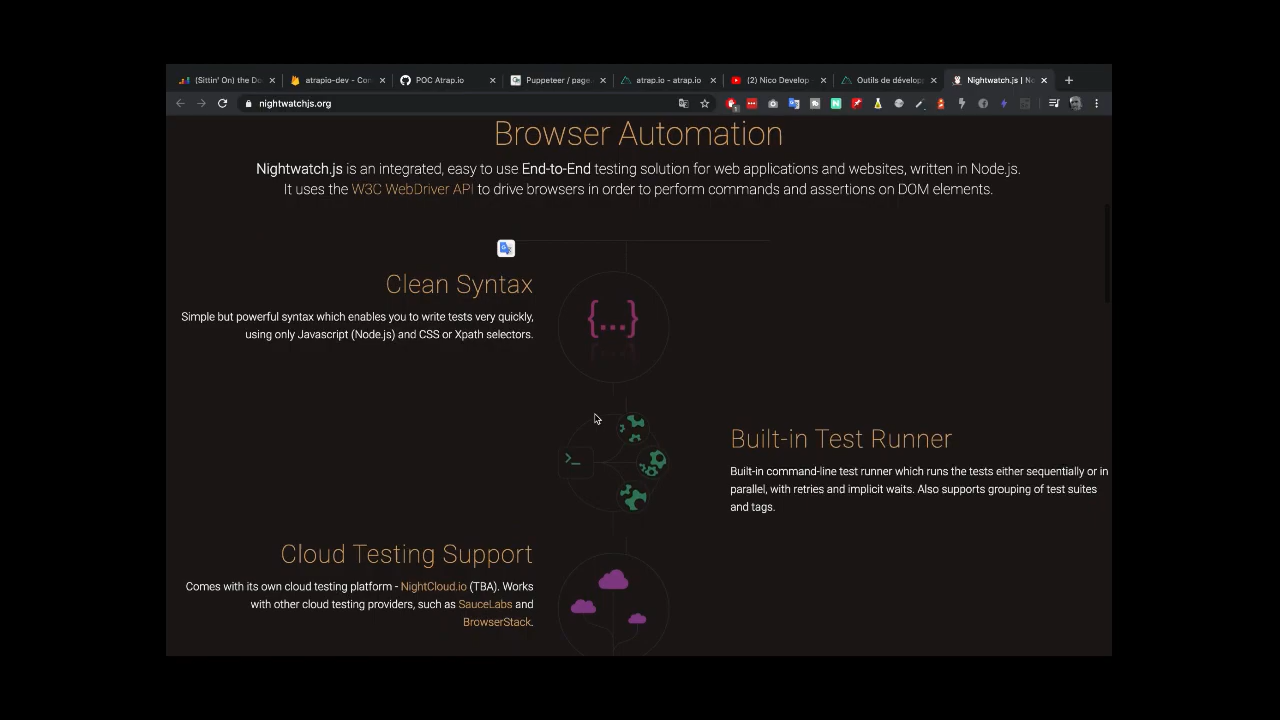 (Sittin' On) the Do
atrapio-dev - Con
POC Atrap.io
Puppeteer / page.
atrap.io - atrap.io
(2) Nico Develop
Outils de dévelop
Nightwatch.js | No
nightwatchjs.org
Browser Automation
Nightwatch.js is an integrated, easy to use End-to-End testing solution for web applications and websites, written in Node.js.
It uses the W3C WebDriver API to drive browsers in order to perform commands and assertions on DOM elements.
Clean Syntax
Simple but powerful syntax which enables you to write tests very quickly,
using only Javascript (Node.js) and CSS or Xpath selectors.
{...}
Built-in Test Runner
Built-in command-line test runner which runs the tests either sequentially or in
parallel, with retries and implicit waits. Also supports grouping of test suites
and tags.
>_
Cloud Testing Support
Comes with its own cloud testing platform - NightCloud.io (TBA). Works
with other cloud testing providers, such as SauceLabs and
BrowserStack.